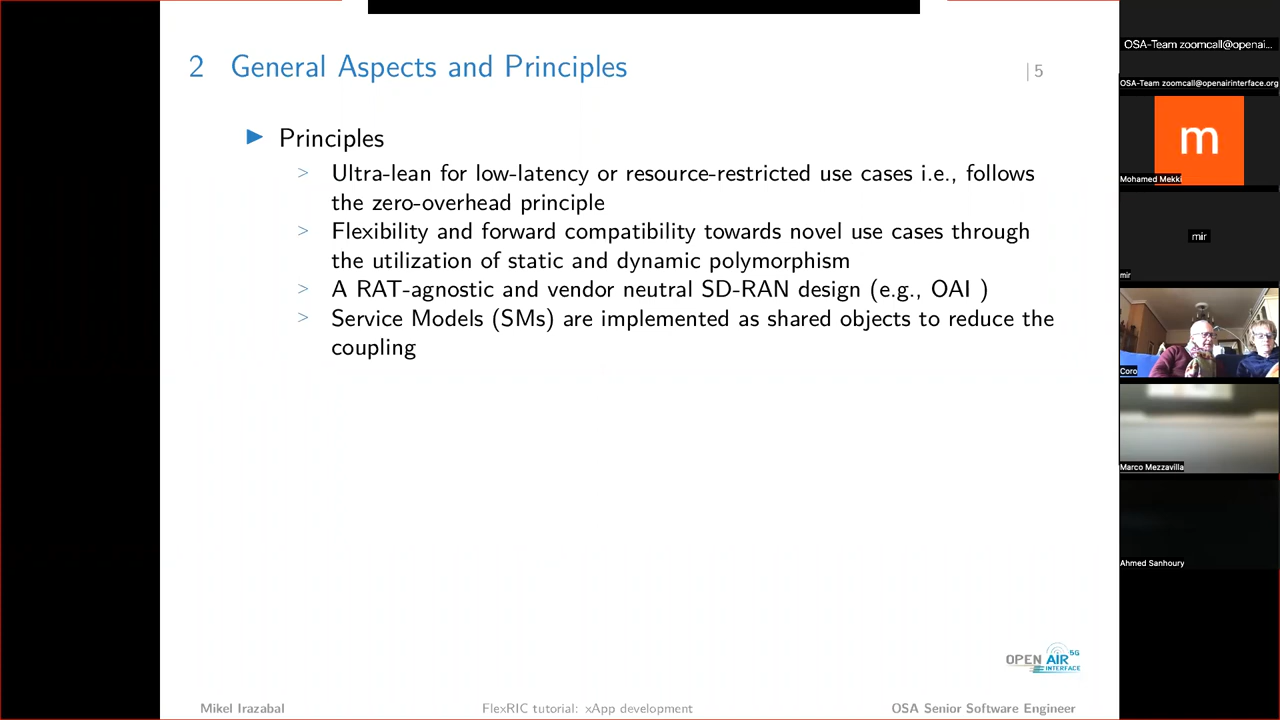 2 General Aspects and Principles
| 5
Principles
> Ultra-lean for low-latency or resource-restricted use cases i.e., follows
the zero-overhead principle
> Flexibility and forward compatibility towards novel use cases through
the utilization of static and dynamic polymorphism
> A RAT-agnostic and vendor neutral SD-RAN design (e.g., OAI )
> Service Models (SMs) are implemented as shared objects to reduce the
coupling
OPEN AIR 5G
INTERFACE
Mikel Irazabal
FlexRIC tutorial: xApp development
OSA Senior Software Engineer
OSA-Team zoomcall@openai...
OSA-Team zoomcall@openairinterface.org
m
Mohamed Mekki
mir
mir
Coro
Marco Mezzavilla
Ahmed Sanhoury